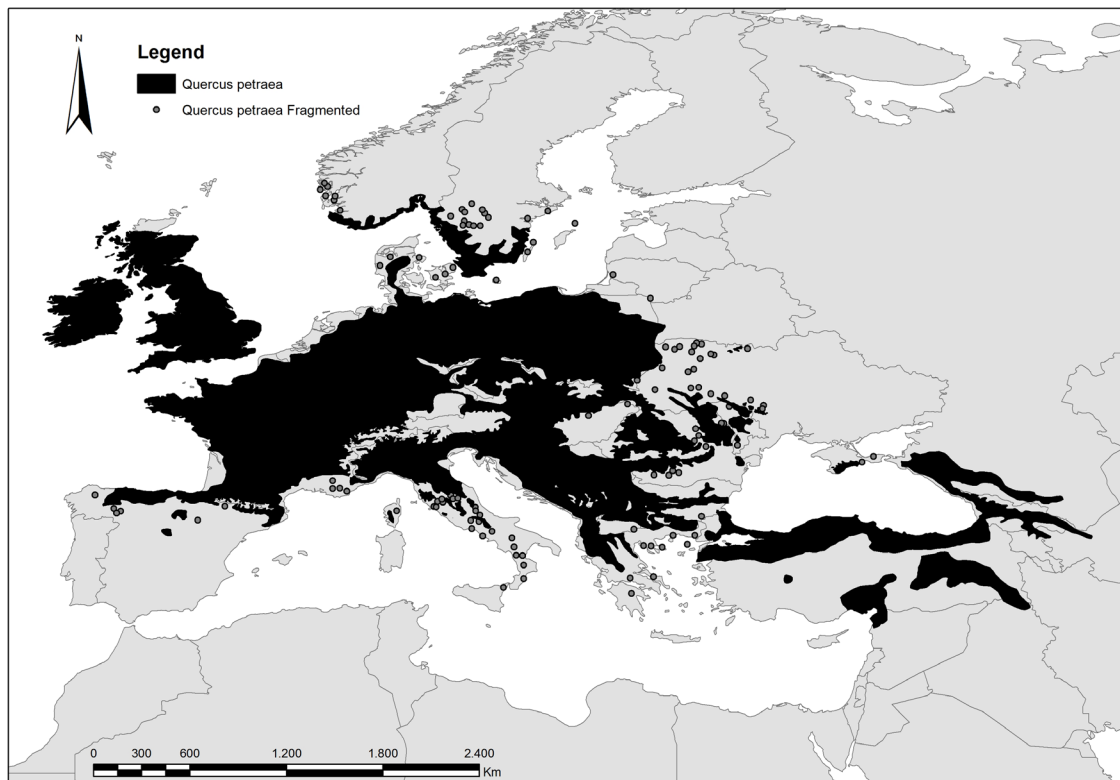 N
Legend
Quercus petraea
Quercus petraea Fragmented
0 300 600 1.200 1.800 2.400
Km